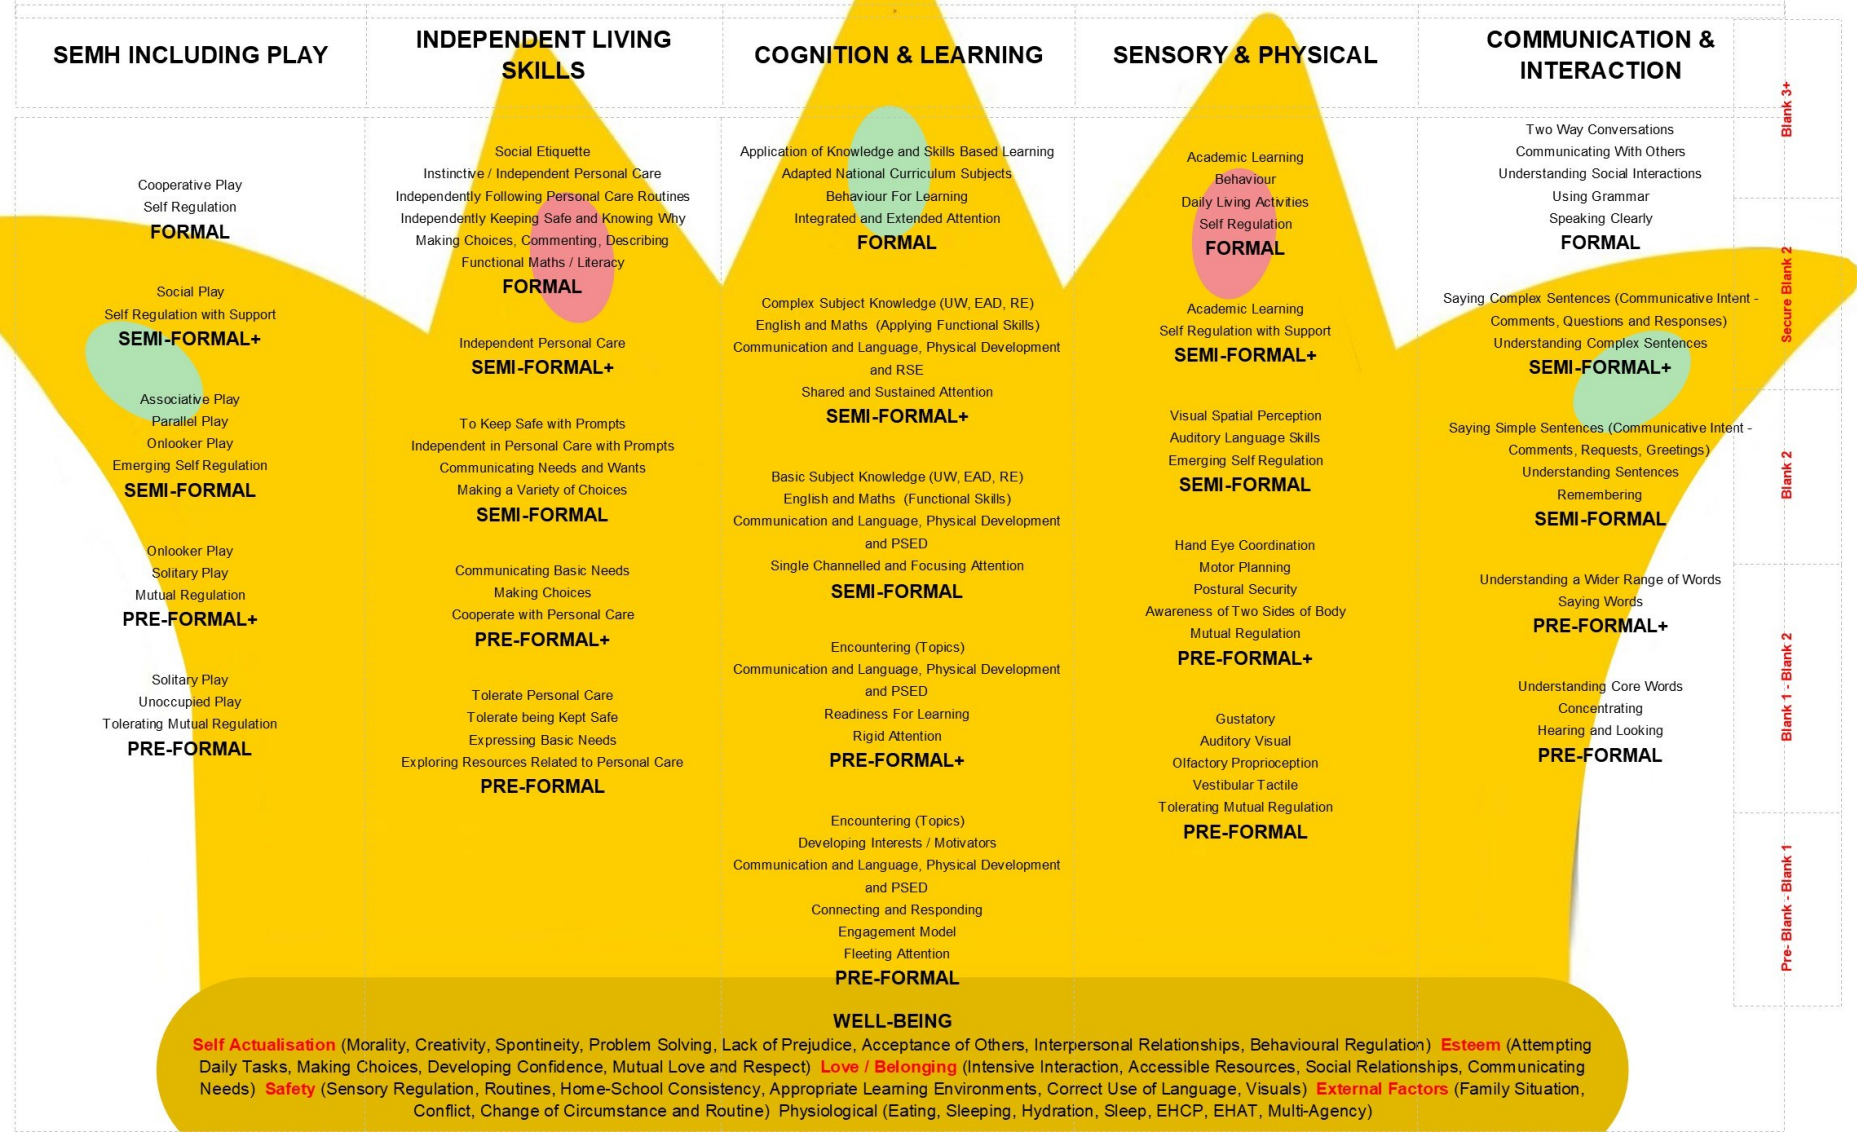 SEMH INCLUDING PLAY
Cooperative Play
Self Regulation
FORMAL
Social Play
Self Regulation with Support
SEMI-FORMAL+
Associative Play
Parallel Play
Onlooker Play
Emerging Self Regulation
SEMI-FORMAL
Onlooker Play
Solitary Play
Mutual Regulation
PRE-FORMAL+
Solitary Play
Unoccupied Play
Tolerating Mutual Regulation
PRE-FORMAL
INDEPENDENT LIVING
SKILLS
Social Etiquette
Instinctive / Independent Personal Care
Independently Following Personal Care Routines
Independently Keeping Safe and Knowing Why
Making Choices, Commenting, Describing
Functional Maths / Literacy
FORMAL
Independent Personal Care
SEMI-FORMAL+
To Keep Safe with Prompts
Independent in Personal Care with Prompts
Communicating Needs and Wants
Making a Variety of Choices
SEMI-FORMAL
Communicating Basic Needs
Making Choices
Cooperate with Personal Care
PRE-FORMAL+
Tolerate Personal Care
Tolerate being Kept Safe
Expressing Basic Needs
Exploring Resources Related to Personal Care
PRE-FORMAL
COGNITION & LEARNING
Application of Knowledge and Skills Based Learning
Adapted National Curriculum Subjects
Behaviour For Learning
Integrated and Extended Attention
FORMAL
Complex Subject Knowledge (UW, EAD, RE)
English and Maths (Applying Functional Skills)
Communication and Language, Physical Development
and RSE
Shared and Sustained Attention
SEMI-FORMAL+
Basic Subject Knowledge (UW, EAD, RE)
English and Maths (Functional Skills)
Communication and Language, Physical Development
and PSED
Single Channelled and Focusing Attention
SEMI-FORMAL
Encountering (Topics)
Communication and Language, Physical Development
and PSED
Readiness For Learning
Rigid Attention
PRE-FORMAL+
Encountering (Topics)
Developing Interests / Motivators
Communication and Language, Physical Development
and PSED
Connecting and Responding
Engagement Model
Fleeting Attention
PRE-FORMAL
SENSORY & PHYSICAL
Academic Learning
Behaviour
Daily Living Activities
Self Regulation
FORMAL
Academic Learning
Self Regulation with Support
SEMI-FORMAL+
Visual Spatial Perception
Auditory Language Skills
Emerging Self Regulation
SEMI-FORMAL
Hand Eye Coordination
Motor Planning
Postural Security
Awareness of Two Sides of Body
Mutual Regulation
PRE-FORMAL+
Gustatory
Auditory Visual
Olfactory Proprioception
Vestibular Tactile
Tolerating Mutual Regulation
PRE-FORMAL
COMMUNICATION &
INTERACTION
Two Way Conversations
Communicating With Others
Understanding Social Interactions
Using Grammar
Speaking Clearly
FORMAL
Saying Complex Sentences (Communicative Intent -
Comments, Questions and Responses)
Understanding Complex Sentences
SEMI-FORMAL+
Saying Simple Sentences (Communicative Intent -
Comments, Requests, Greetings)
Understanding Sentences
Remembering
SEMI-FORMAL
Understanding a Wider Range of Words
Saying Words
PRE-FORMAL+
Understanding Core Words
Concentrating
Hearing and Looking
PRE-FORMAL
Blank 3+
Secure Blank 2
Blank 2
Blank 1 - Blank 2
Pre- Blank - Blank 1
WELL-BEING
Self Actualisation (Morality, Creativity, Spontineity, Problem Solving, Lack of Prejudice, Acceptance of Others, Interpersonal Relationships, Behavioural Regulation) Esteem (Attempting
Daily Tasks, Making Choices, Developing Confidence, Mutual Love and Respect) Love / Belonging (Intensive Interaction, Accessible Resources, Social Relationships, Communicating
Needs) Safety (Sensory Regulation, Routines, Home-School Consistency, Appropriate Learning Environments, Correct Use of Language, Visuals) External Factors (Family Situation,
Conflict, Change of Circumstance and Routine) Physiological (Eating, Sleeping, Hydration, Sleep, EHCP, EHAT, Multi-Agency)